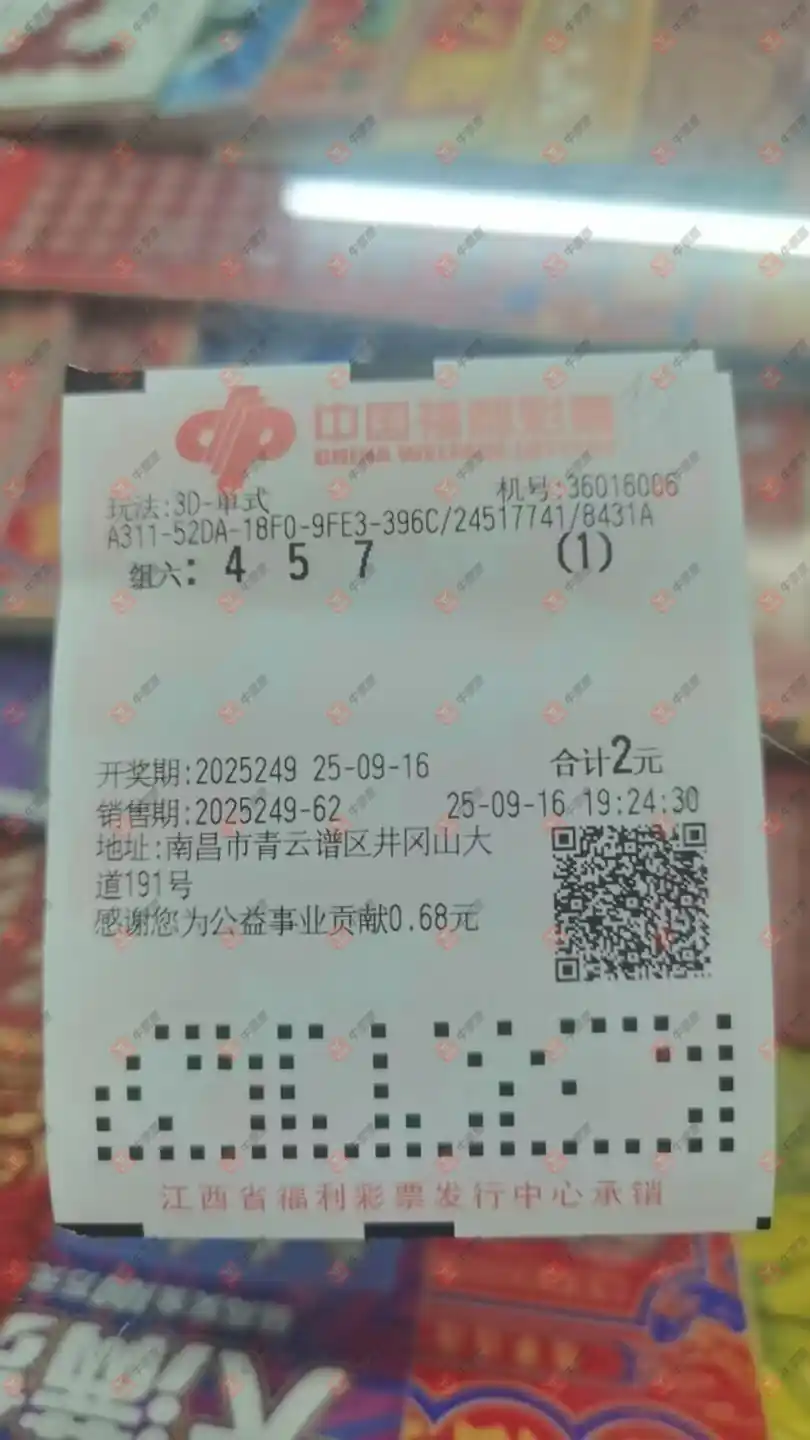 中国福利彩票
CHINA WELFARE LOTTERY
玩法:3D-单式 机号:36016006
A311-52DA-18F0-9FE3-396C/24517741/8431A
组六: 4 5 7 (1)
开奖期:2025249 25-09-16 合计2元
销售期:2025249-62 25-09-16 19:24:30
地址:南昌市青云谱区井冈山大
道191号
感谢您为公益事业贡献0.68元
江西省福利彩票发行中心承销